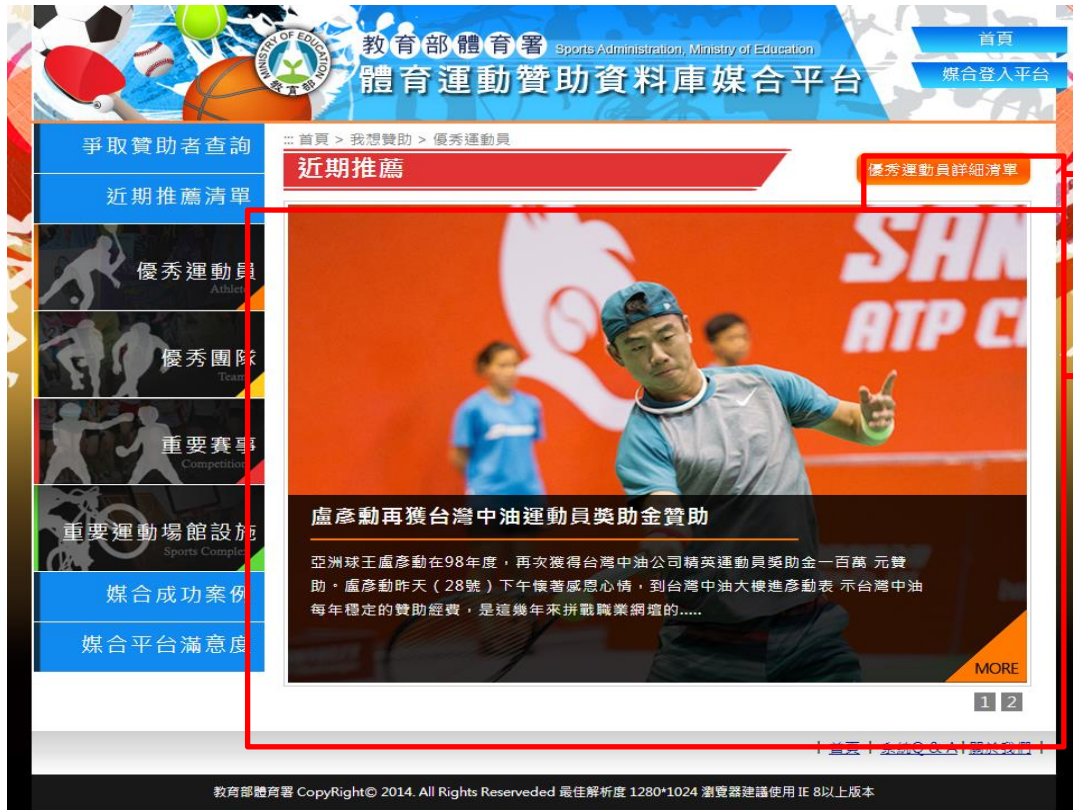 MINISTRY OF EDUCATION
教育部
教育部體育署 Sports Administration, Ministry of Education
體育運動贊助資料庫媒合平台
首頁
媒合登入平台
爭取贊助者查詢
近期推薦清單
優秀運動員
Athlete
優秀團隊
Team
重要賽事
Competition
重要運動場館設施
Sports Complex
媒合成功案例
媒合平台滿意度
::: 首頁 > 我想贊助 > 優秀運動員
近期推薦
優秀運動員詳細清單
SAN
ATP C
盧彥勳再獲台灣中油運動員獎助金贊助
亞洲球王盧彥勳在98年度，再次獲得台灣中油公司精英運動員獎助金一百萬 元贊
助。盧彥勳昨天（28號）下午懷著感恩心情，到台灣中油大樓進彥勳表 示台灣中油
每年穩定的贊助經費，是這幾年來拼戰職業網壇的.....
MORE
1 2
| 首頁 | 系統Q & A | 關於我們 |
教育部體育署 CopyRight© 2014. All Rights Reserveded 最佳解析度 1280*1024 瀏覽器建議使用 IE 8以上版本